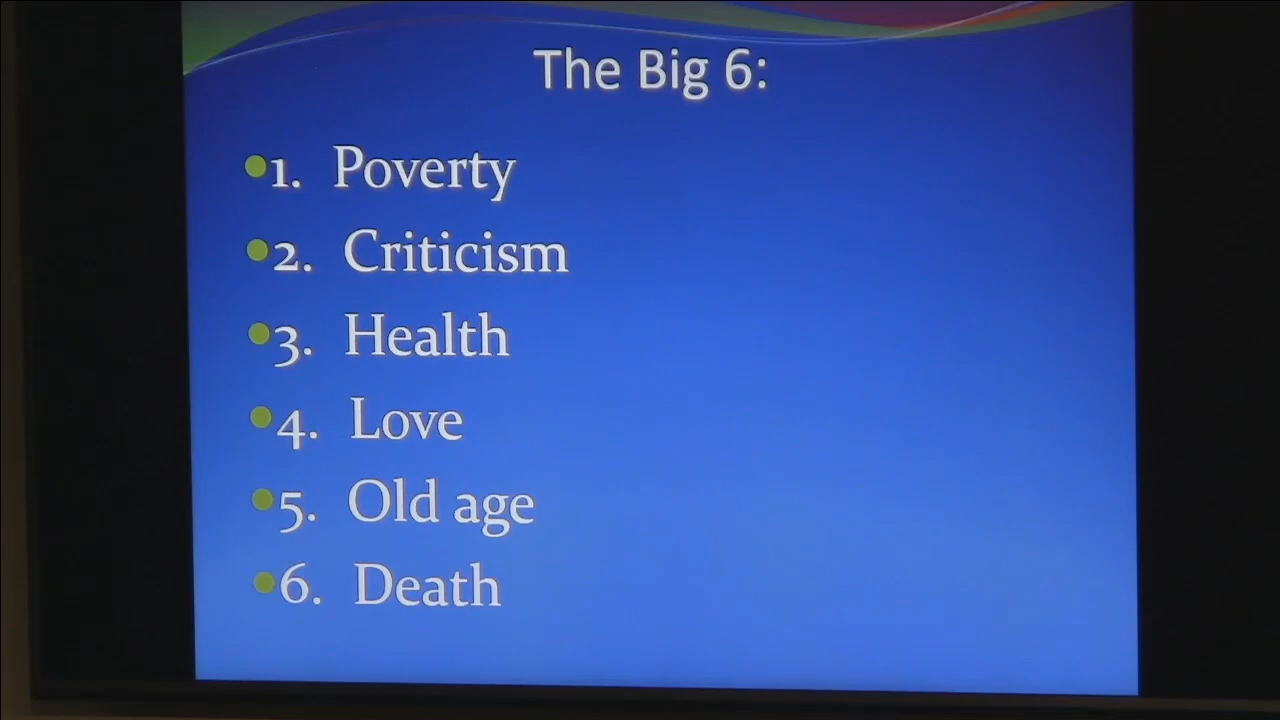 The Big 6:
1. Poverty
2. Criticism
3. Health
4. Love
5. Old age
6. Death